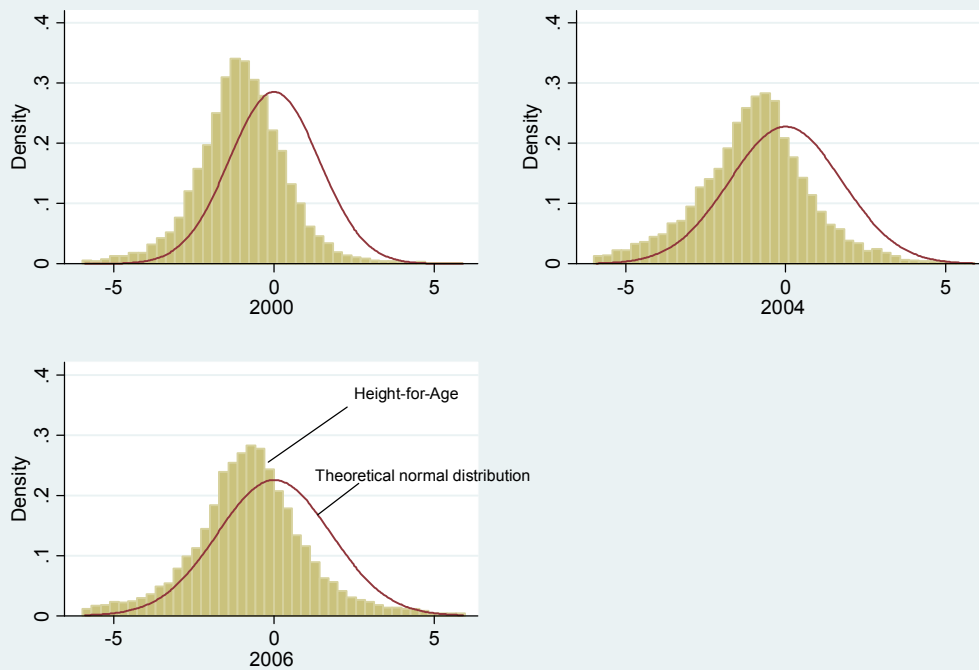 .4
.3
.2
.1
0
Density
-5 0 5
2000
.4
.3
.2
.1
0
Density
-5 0 5
2004
.4
.3
.2
.1
0
Density
Height-for-Age
Theoretical normal distribution
-5 0 5
2006